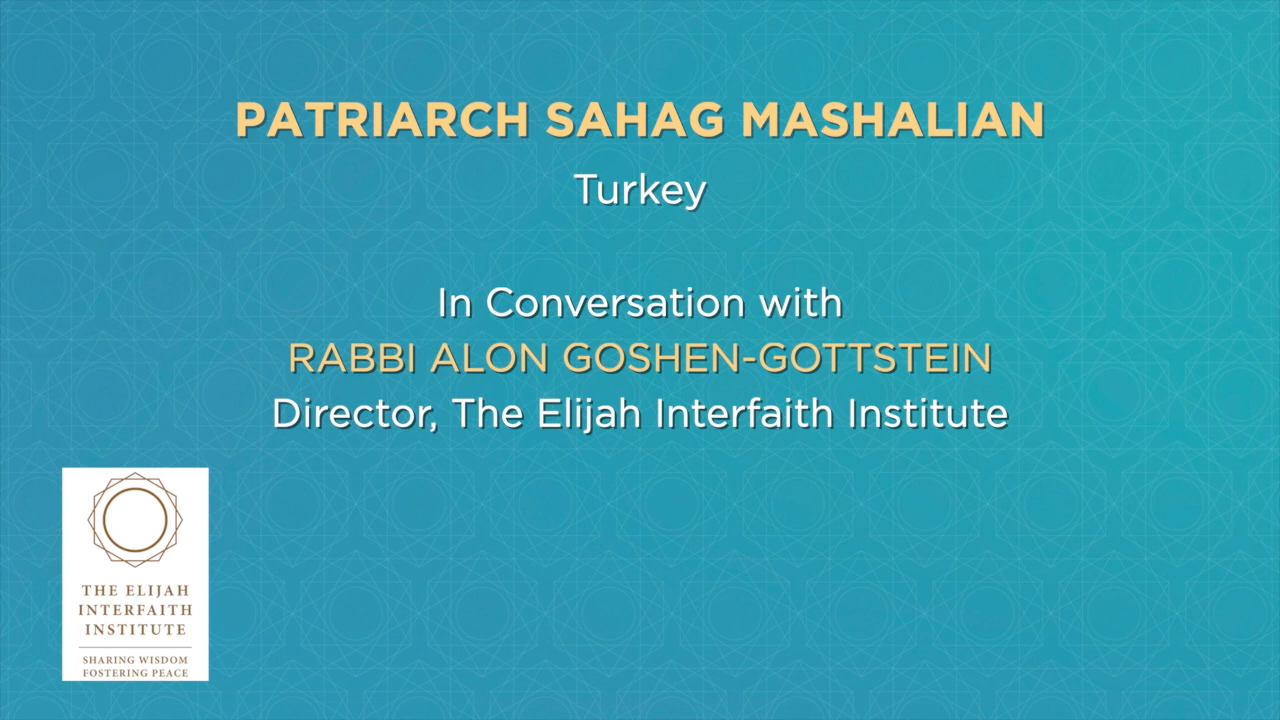 PATRIARCH SAHAG MASHALIAN
Turkey
In Conversation with
RABBI ALON GOSHEN-GOTTSTEIN
Director, The Elijah Interfaith Institute
THE ELIJAH
INTERFAITH
INSTITUTE
SHARING WISDOM
FOSTERING PEACE